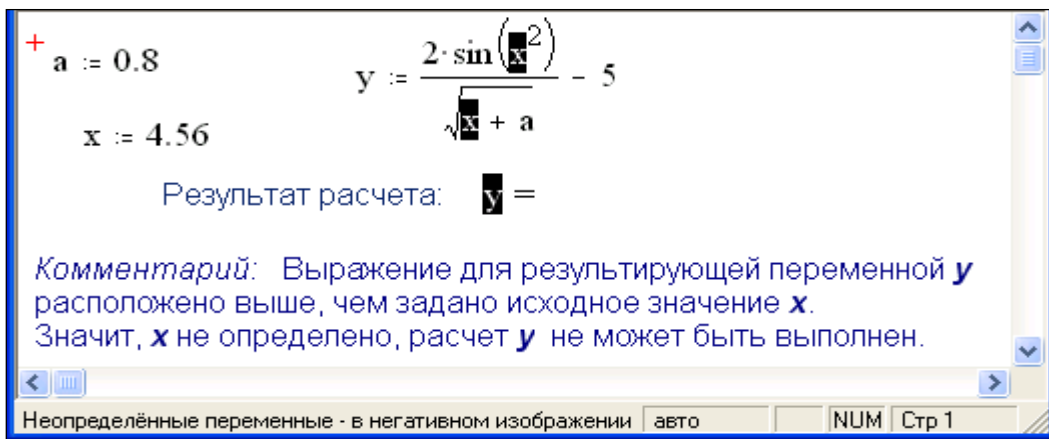 a := 0.8
y := (2·sin(x²))/(√(x + a)) − 5
x := 4.56
Результат расчета: y =
Комментарий: Выражение для результирующей переменной y
расположено выше, чем задано исходное значение x.
Значит, x не определено, расчет y не может быть выполнен.
Неопределённые переменные - в негативном изображении авто NUM Стр 1